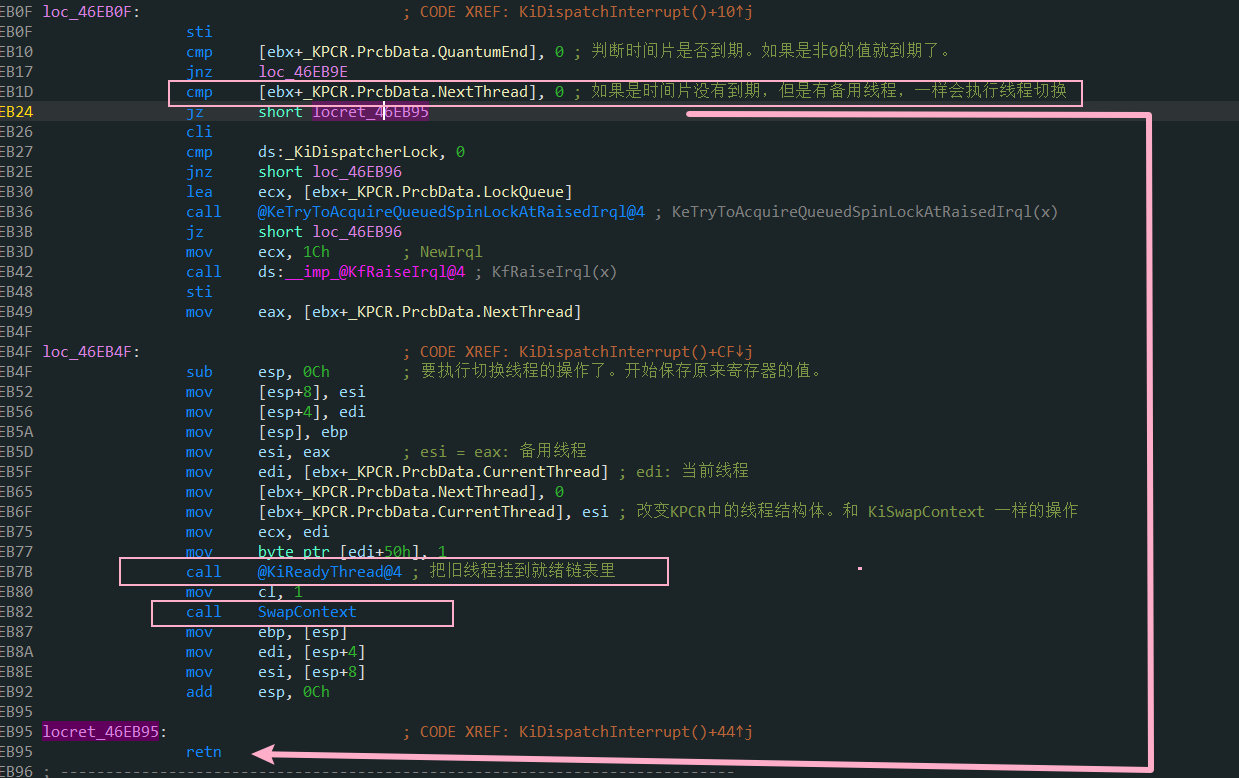 EB0F loc_46EB0F: ; CODE XREF: KiDispatchInterrupt()+10↑j
EB0F sti
EB10 cmp [ebx+_KPCR.PrcbData.QuantumEnd], 0 ; 判断时间片是否到期。如果是非0的值就到期了。
EB17 jnz loc_46EB9E
EB1D cmp [ebx+_KPCR.PrcbData.NextThread], 0 ; 如果是时间片没有到期，但是有备用线程，一样会执行线程切换
EB24 jz short locret_46EB95
EB26 cli
EB27 cmp ds:_KiDispatcherLock, 0
EB2E jnz short loc_46EB96
EB30 lea ecx, [ebx+_KPCR.PrcbData.LockQueue]
EB36 call @KeTryToAcquireQueuedSpinLockAtRaisedIrql@4 ; KeTryToAcquireQueuedSpinLockAtRaisedIrql(x)
EB3B jz short loc_46EB96
EB3D mov ecx, 1Ch ; NewIrql
EB42 call ds:__imp_@KfRaiseIrql@4 ; KfRaiseIrql(x)
EB48 sti
EB49 mov eax, [ebx+_KPCR.PrcbData.NextThread]
EB4F
EB4F loc_46EB4F: ; CODE XREF: KiDispatchInterrupt()+CF↓j
EB4F sub esp, 0Ch ; 要执行切换线程的操作了。开始保存原来寄存器的值。
EB52 mov [esp+8], esi
EB56 mov [esp+4], edi
EB5A mov [esp], ebp
EB5D mov esi, eax ; esi = eax: 备用线程
EB5F mov edi, [ebx+_KPCR.PrcbData.CurrentThread] ; edi: 当前线程
EB65 mov [ebx+_KPCR.PrcbData.NextThread], 0
EB6F mov [ebx+_KPCR.PrcbData.CurrentThread], esi ; 改变KPCR中的线程结构体。和 KiSwapContext 一样的操作
EB75 mov ecx, edi
EB77 mov byte ptr [edi+50h], 1
EB7B call @KiReadyThread@4 ; 把旧线程挂到就绪链表里
EB80 mov cl, 1
EB82 call SwapContext
EB87 mov ebp, [esp]
EB8A mov edi, [esp+4]
EB8E mov esi, [esp+8]
EB92 add esp, 0Ch
EB95
EB95 locret_46EB95: ; CODE XREF: KiDispatchInterrupt()+44↑j
EB95 retn
EB96 ; ---------------------------------------------------------------------------